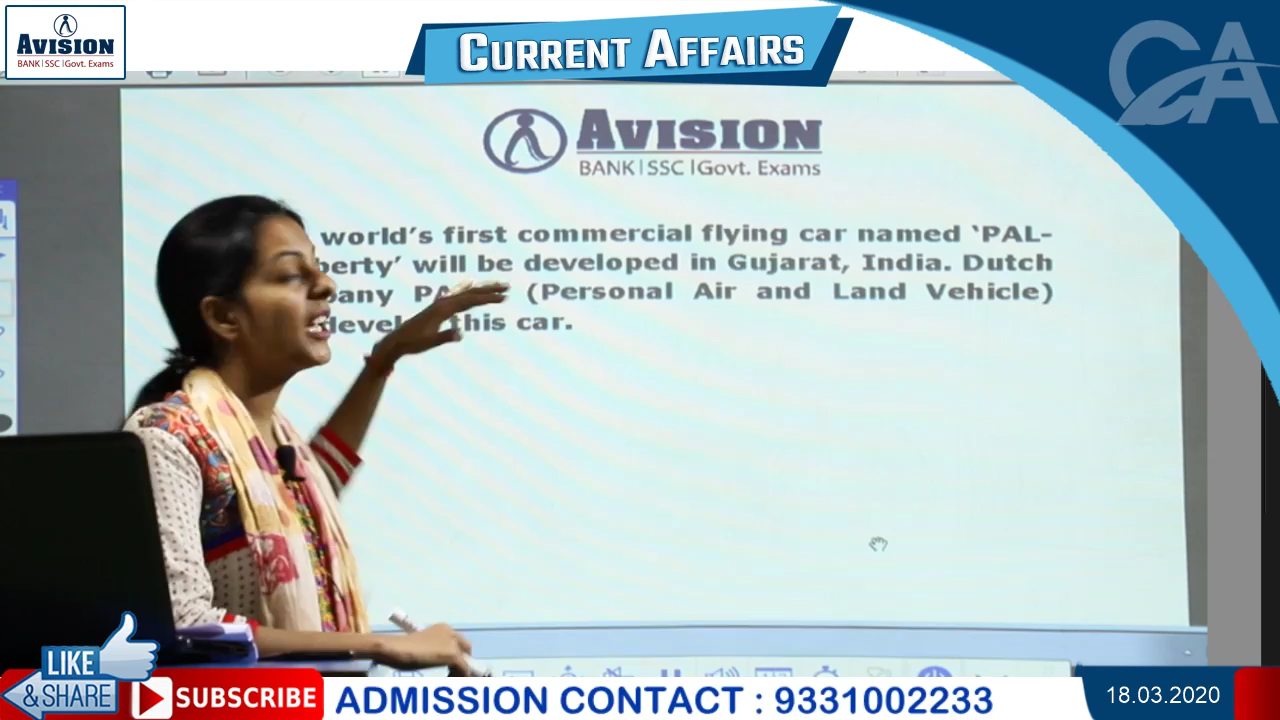 AVISION
BANK | SSC | Govt. Exams
CURRENT AFFAIRS
CA
AVISION
BANK | SSC | Govt. Exams
world's first commercial flying car named 'PAL-
berty' will be developed in Gujarat, India. Dutch
pany (Personal Air and Land Vehicle)
this car.
LIKE
& SHARE
SUBSCRIBE
ADMISSION CONTACT : 9331002233
18.03.2020